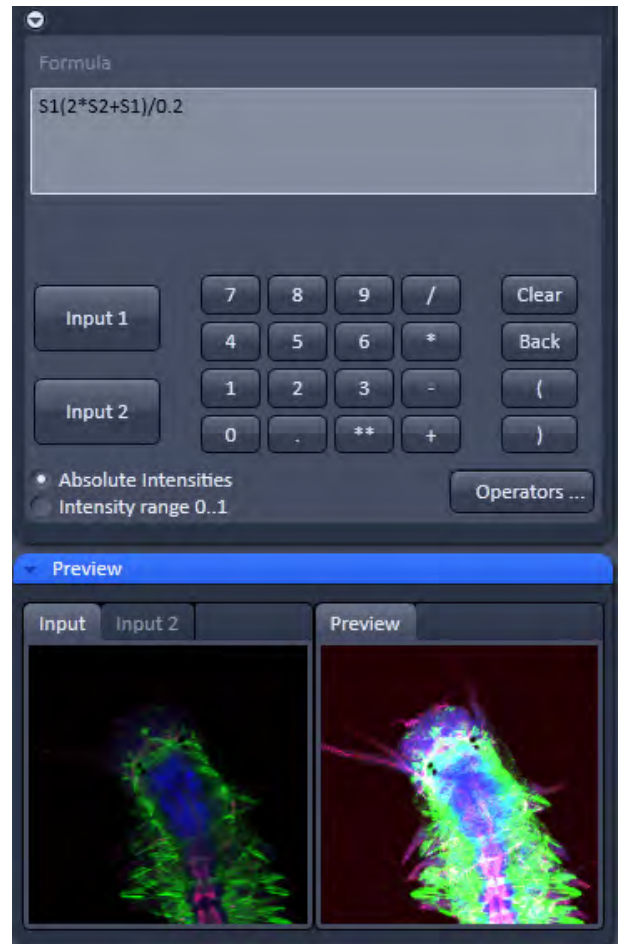 Formula
S1(2*S2+S1)/0.2
Input 1
7 8 9 / Clear
4 5 6 * Back
Input 2
1 2 3 - (
0 . ** + )
Absolute Intensities
Intensity range 0..1
Operators ...
Preview
Input Input 2 Preview